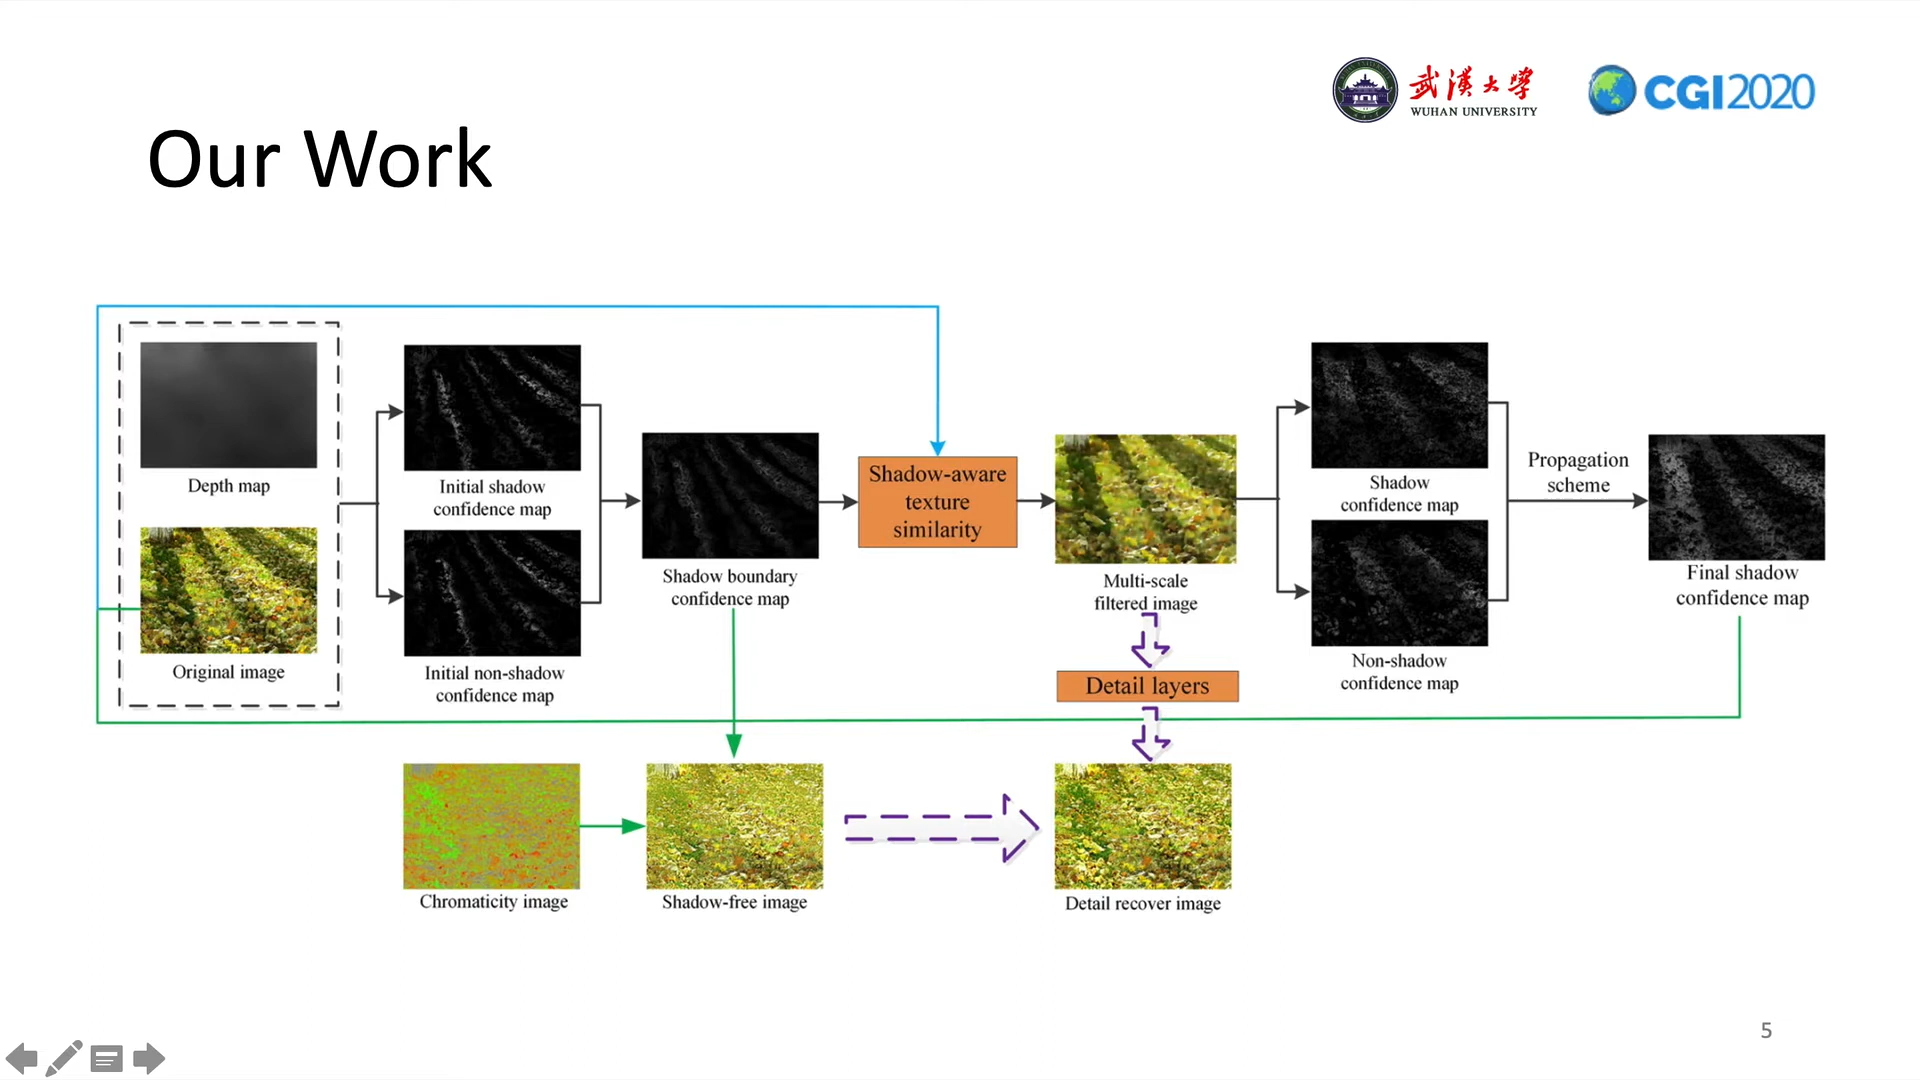 武漢大學
WUHAN UNIVERSITY
CGI2020
Our Work
Depth map
Original image
Initial shadow
confidence map
Initial non-shadow
confidence map
Shadow boundary
confidence map
Shadow-aware
texture
similarity
Multi-scale
filtered image
Detail layers
Shadow
confidence map
Non-shadow
confidence map
Propagation
scheme
Final shadow
confidence map
Chromaticity image
Shadow-free image
Detail recover image
5